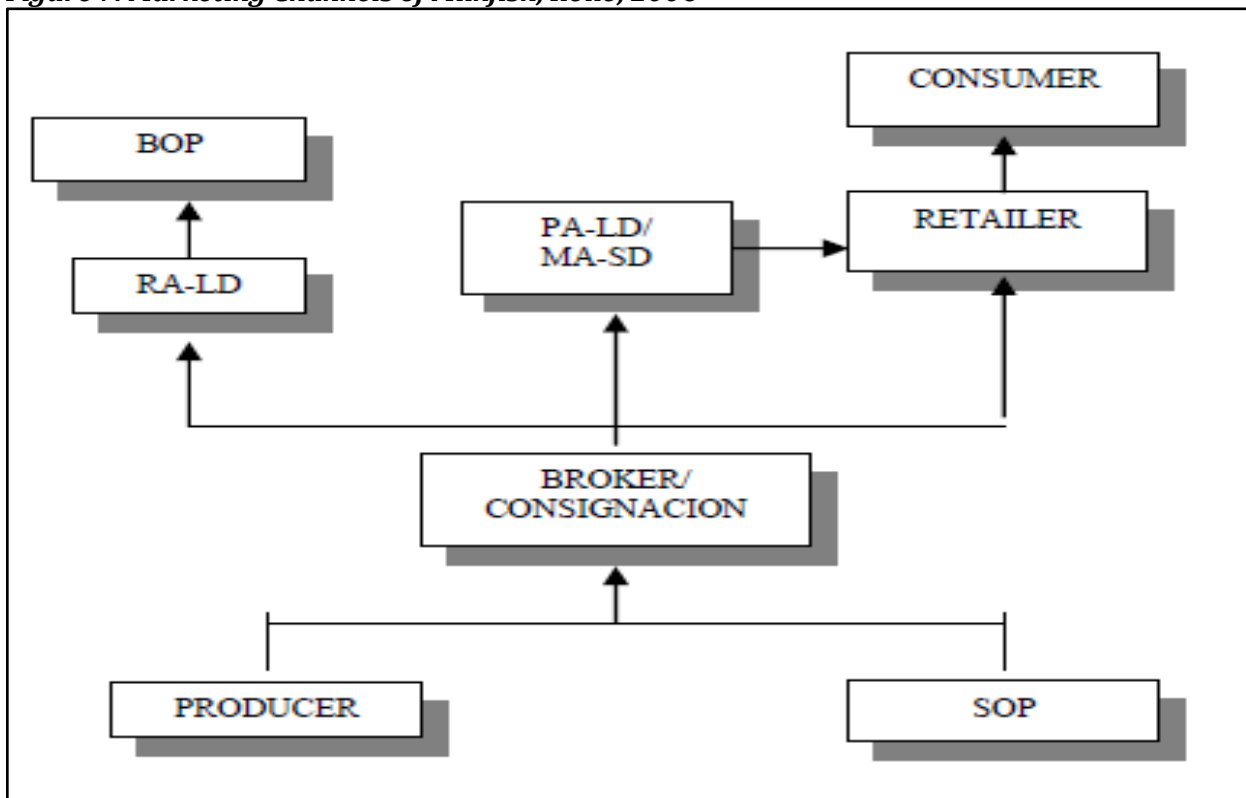 CONSUMER
BOP
PA-LD/
MA-SD
RETAILER
RA-LD
BROKER/
CONSIGNACION
PRODUCER
SOP